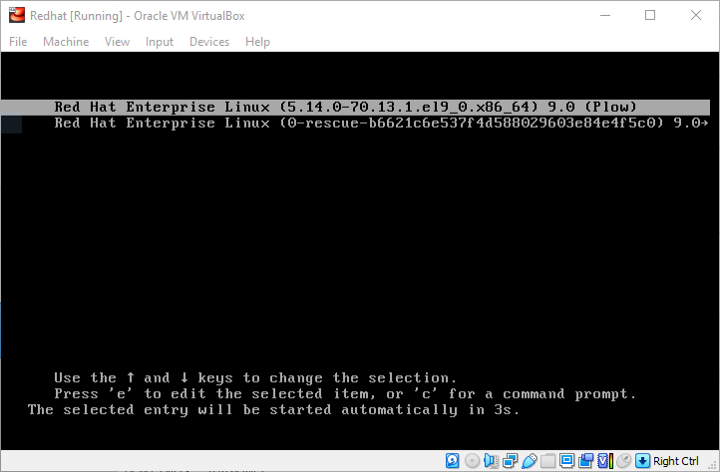 Redhat [Running] - Oracle VM VirtualBox
File Machine View Input Devices Help
Red Hat Enterprise Linux (5.14.0-70.13.1.el9_0.x86_64) 9.0 (Plow)
Red Hat Enterprise Linux (0-rescue-b6621c6e537f4d588029603e84e4f5c0) 9.0→
Use the ↑ and ↓ keys to change the selection.
Press 'e' to edit the selected item, or 'c' for a command prompt.
The selected entry will be started automatically in 3s.
Right Ctrl